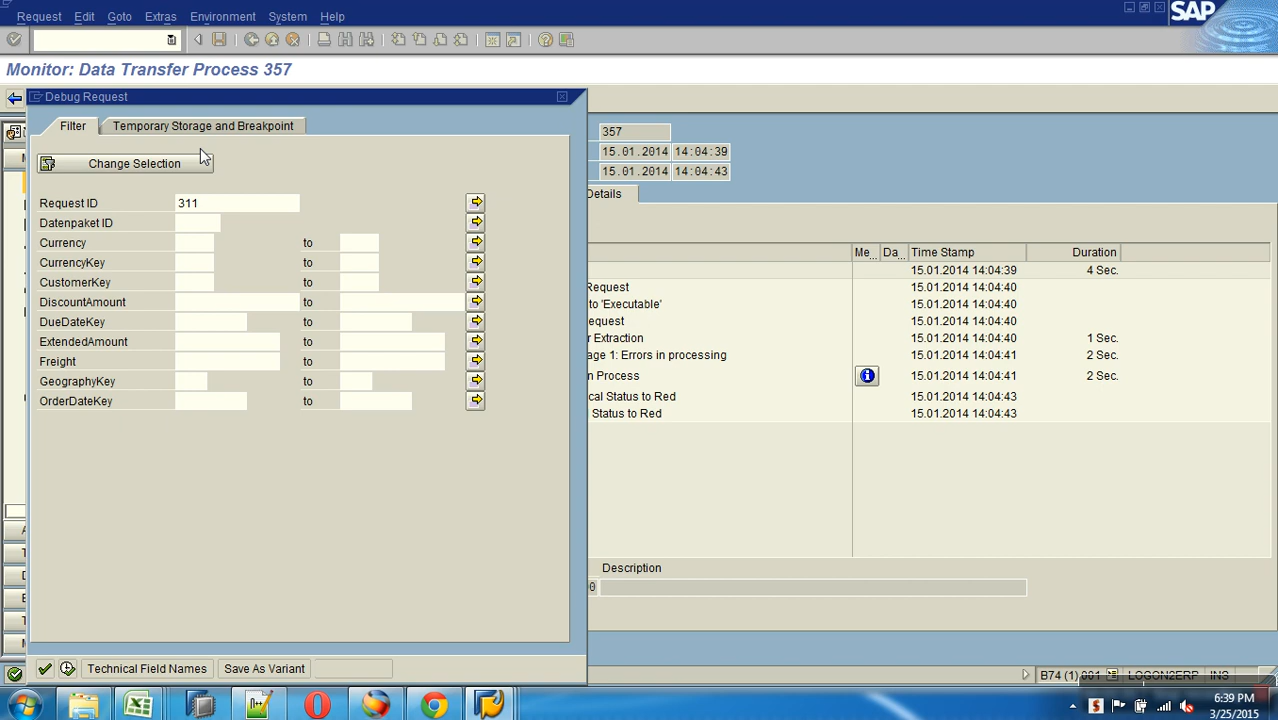 Request Edit Goto Extras Environment System Help
SAP
Monitor: Data Transfer Process 357
Debug Request
Filter Temporary Storage and Breakpoint
Change Selection
Request ID 311
Datenpaket ID
Currency to
CurrencyKey to
CustomerKey to
DiscountAmount to
DueDateKey to
ExtendedAmount to
Freight to
GeographyKey to
OrderDateKey to
Technical Field Names Save As Variant
357
15.01.2014 14:04:39
15.01.2014 14:04:43
Details
Me... Da... Time Stamp Duration
15.01.2014 14:04:39 4 Sec.
Request 15.01.2014 14:04:40
to 'Executable' 15.01.2014 14:04:40
equest 15.01.2014 14:04:40
r Extraction 15.01.2014 14:04:40 1 Sec.
age 1: Errors in processing 15.01.2014 14:04:41 2 Sec.
n Process 15.01.2014 14:04:41 2 Sec.
cal Status to Red 15.01.2014 14:04:43
Status to Red 15.01.2014 14:04:43
Description
B74 (1) 001 LOGON2ERP INS
6:39 PM
3/25/2015